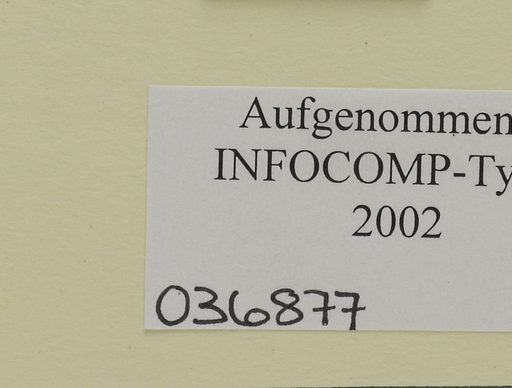 Aufgenommen
INFOCOMP-Ty
2002
036877